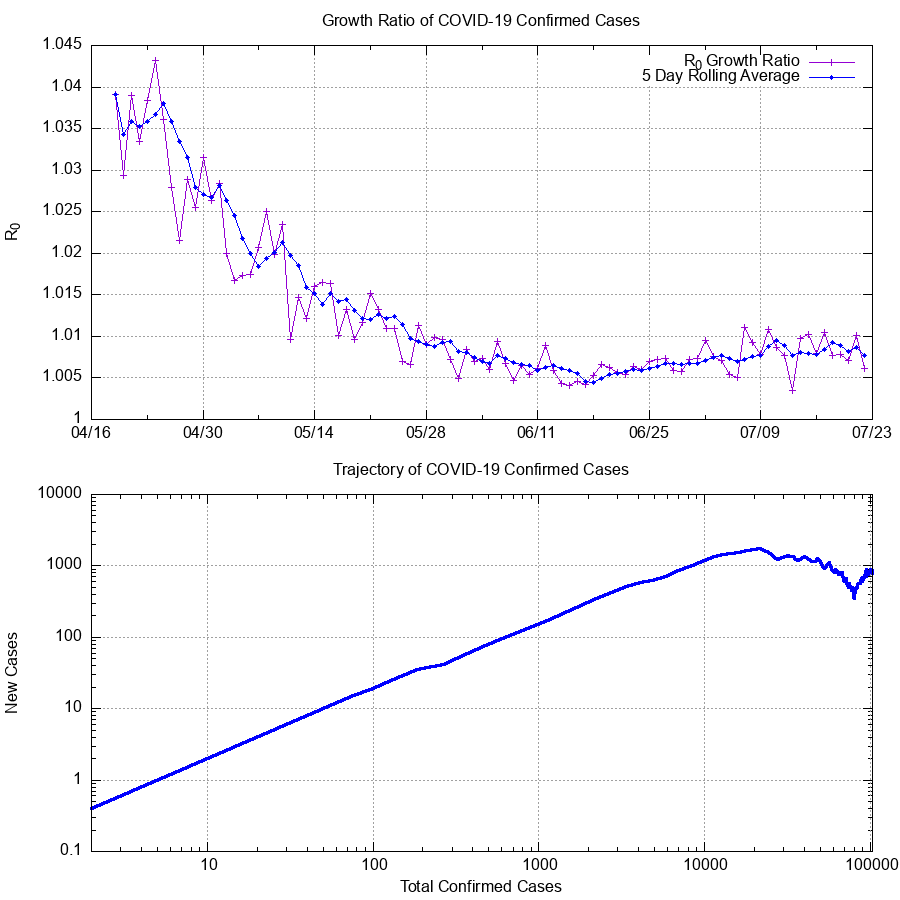 Growth Ratio of COVID-19 Confirmed Cases
1.045
1.04
1.035
1.03
1.025
1.02
1.015
1.01
1.005
1
R0
R0 Growth Ratio
5 Day Rolling Average
04/16 04/30 05/14 05/28 06/11 06/25 07/09 07/23
Trajectory of COVID-19 Confirmed Cases
10000
1000
100
10
1
0.1
New Cases
10 100 1000 10000 100000
Total Confirmed Cases